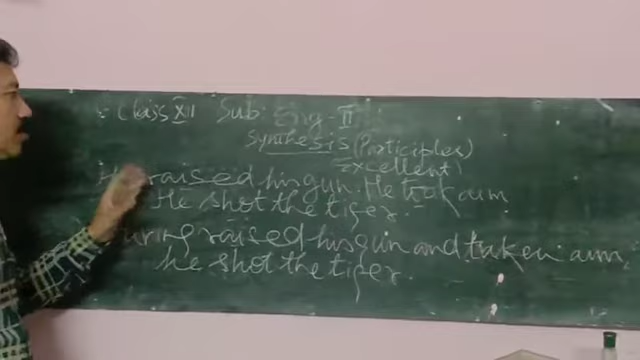 Class XII Sub: Eng-II
Synthesis (Participles)
Excellent
He raised his gun. He took aim
He shot the tiger.
raised his gun and taken aim,
he shot the tiger.